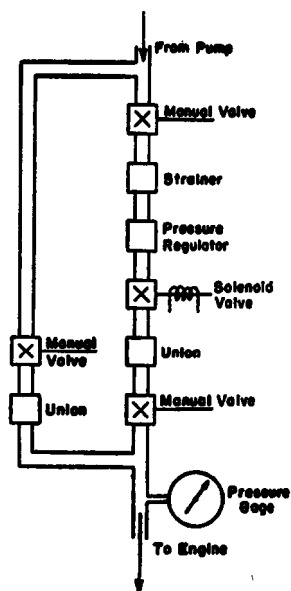 From Pump
Manual Valve
Strainer
Pressure
Regulator
Solenoid
Valve
Manual
Valve
Union
Union
Manual Valve
Pressure
Gage
To Engine